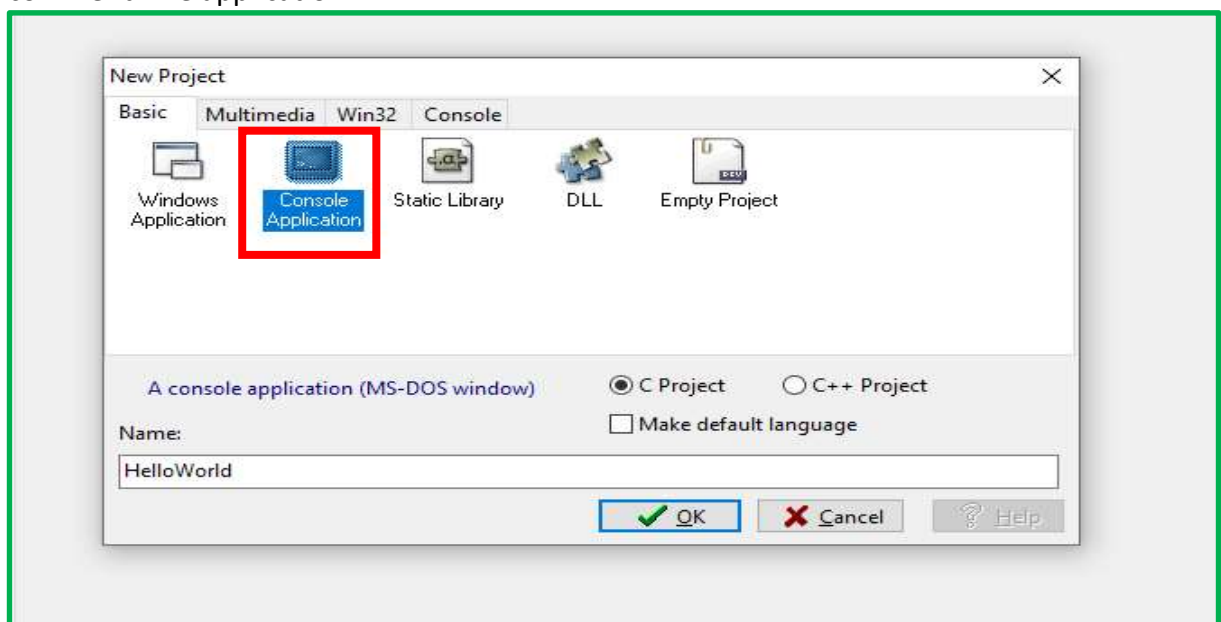 New Project
Basic Multimedia Win32 Console
Windows Application
Console Application
Static Library
DLL
Empty Project
A console application (MS-DOS window)
C Project C++ Project
Make default language
Name:
HelloWorld
OK Cancel Help